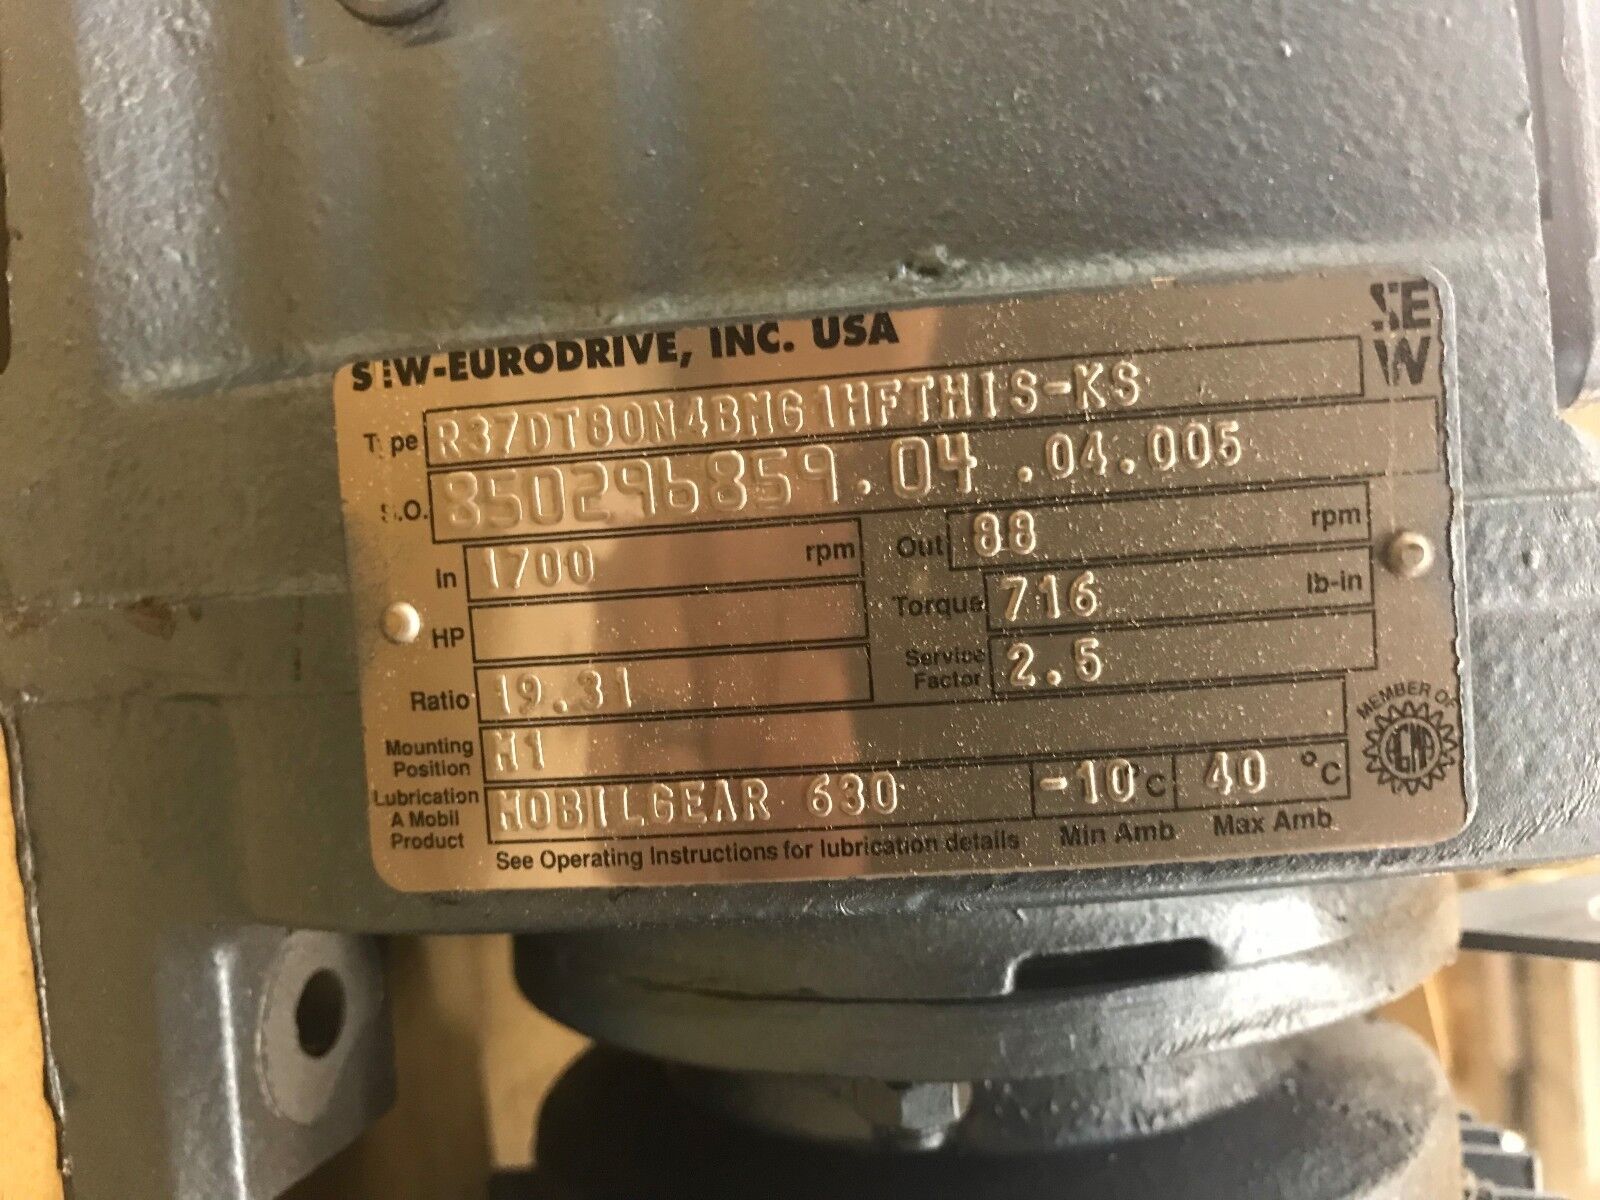 SEW-EURODRIVE, INC. USA
SE
W
Type R37DT80N4BMG1HFTHIS-KS
S.O. 850296859.04.04.005
In 1700 rpm Out 88 rpm
HP Torque 716 lb-in
Ratio 19.31 Service Factor 2.5
Mounting Position M1
Lubrication A Mobil Product MOBILGEAR 630 -10°C 40 °C
Min Amb Max Amb
See Operating Instructions for lubrication details
MEMBER OF
AGMA